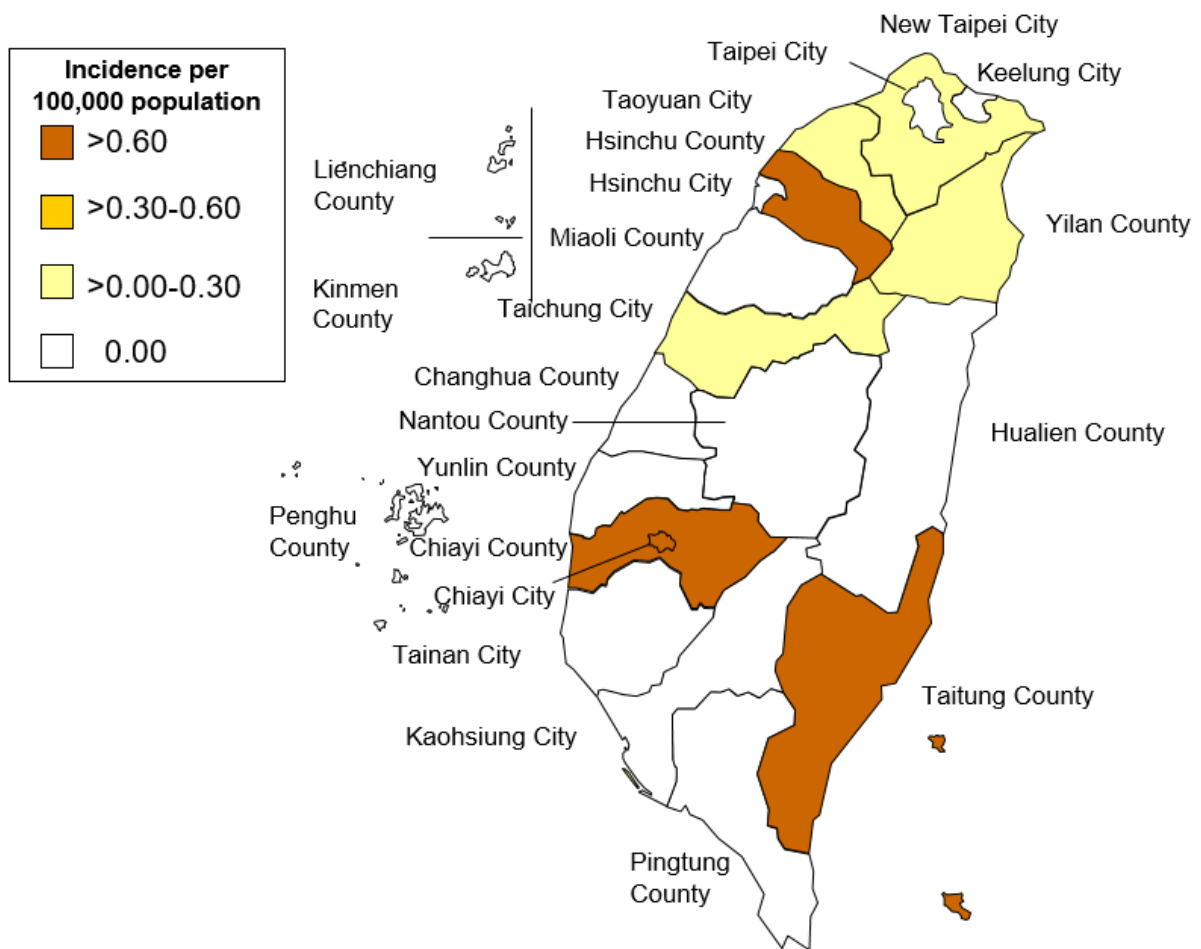 Incidence per
100,000 population
>0.60
>0.30-0.60
>0.00-0.30
0.00
New Taipei City
Taipei City
Keelung City
Taoyuan City
Hsinchu County
Hsinchu City
Lienchiang
County
Miaoli County
Yilan County
Kinmen
County
Taichung City
Changhua County
Nantou County
Hualien County
Yunlin County
Penghu
County
Chiayi County
Chiayi City
Tainan City
Taitung County
Kaohsiung City
Pingtung
County